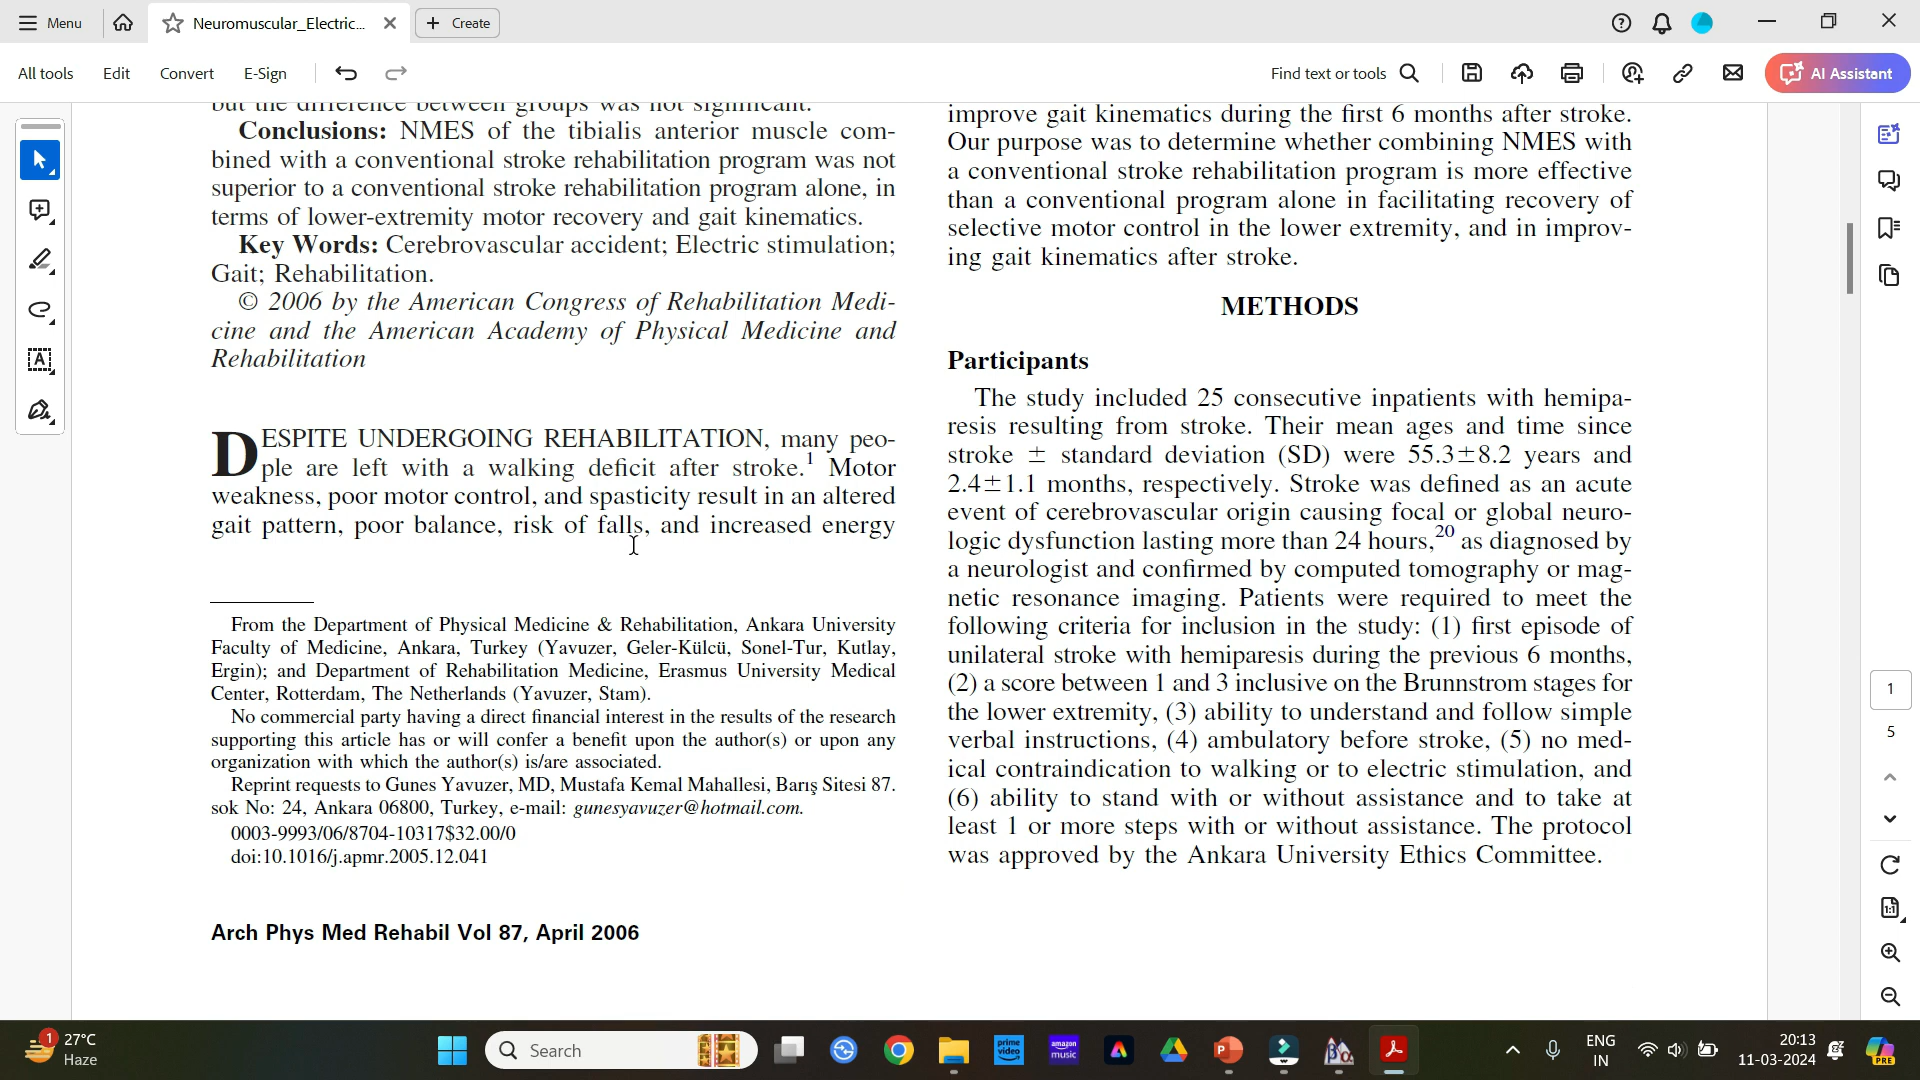 Menu
Neuromuscular_Electric...
Create
All tools
Edit
Convert
E-Sign
Find text or tools
AI Assistant
but the difference between groups was not significant.
Conclusions: NMES of the tibialis anterior muscle com-
bined with a conventional stroke rehabilitation program was not
superior to a conventional stroke rehabilitation program alone, in
terms of lower-extremity motor recovery and gait kinematics.
Key Words: Cerebrovascular accident; Electric stimulation;
Gait; Rehabilitation.
© 2006 by the American Congress of Rehabilitation Medi-
cine and the American Academy of Physical Medicine and
Rehabilitation
DESPITE UNDERGOING REHABILITATION, many peo-
ple are left with a walking deficit after stroke.1 Motor
weakness, poor motor control, and spasticity result in an altered
gait pattern, poor balance, risk of falls, and increased energy
From the Department of Physical Medicine & Rehabilitation, Ankara University
Faculty of Medicine, Ankara, Turkey (Yavuzer, Geler-Külcü, Sonel-Tur, Kutlay,
Ergin); and Department of Rehabilitation Medicine, Erasmus University Medical
Center, Rotterdam, The Netherlands (Yavuzer, Stam).
No commercial party having a direct financial interest in the results of the research
supporting this article has or will confer a benefit upon the author(s) or upon any
organization with which the author(s) is/are associated.
Reprint requests to Gunes Yavuzer, MD, Mustafa Kemal Mahallesi, Barış Sitesi 87.
sok No: 24, Ankara 06800, Turkey, e-mail: gunesyavuzer@hotmail.com.
0003-9993/06/8704-10317$32.00/0
doi:10.1016/j.apmr.2005.12.041
Arch Phys Med Rehabil Vol 87, April 2006
improve gait kinematics during the first 6 months after stroke.
Our purpose was to determine whether combining NMES with
a conventional stroke rehabilitation program is more effective
than a conventional program alone in facilitating recovery of
selective motor control in the lower extremity, and in improv-
ing gait kinematics after stroke.
METHODS
Participants
The study included 25 consecutive inpatients with hemipa-
resis resulting from stroke. Their mean ages and time since
stroke ± standard deviation (SD) were 55.3±8.2 years and
2.4±1.1 months, respectively. Stroke was defined as an acute
event of cerebrovascular origin causing focal or global neuro-
logic dysfunction lasting more than 24 hours,20 as diagnosed by
a neurologist and confirmed by computed tomography or mag-
netic resonance imaging. Patients were required to meet the
following criteria for inclusion in the study: (1) first episode of
unilateral stroke with hemiparesis during the previous 6 months,
(2) a score between 1 and 3 inclusive on the Brunnstrom stages for
the lower extremity, (3) ability to understand and follow simple
verbal instructions, (4) ambulatory before stroke, (5) no med-
ical contraindication to walking or to electric stimulation, and
(6) ability to stand with or without assistance and to take at
least 1 or more steps with or without assistance. The protocol
was approved by the Ankara University Ethics Committee.
1
5
1
27°C
Haze
Search
prime video
amazon music
ENG
IN
20:13
11-03-2024
PRE